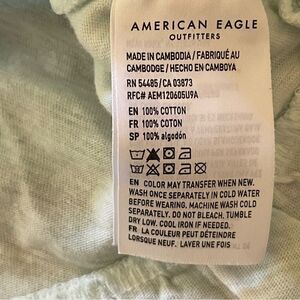 AMERICAN EAGLE
OUTFITTERS
MADE IN CAMBODIA / FABRIQUÉ AU
CAMBODGE / HECHO EN CAMBOYA
RN 54485/CA 03873
RFC# AEM120605U9A
EN 100% COTTON
FR 100% COTON
SP 100% algodón
EN COLOR MAY TRANSFER WHEN NEW.
WASH ONCE SEPARATELY IN COLD WATER
BEFORE WEARING. MACHINE WASH COLD
SEPARATELY. DO NOT BLEACH. TUMBLE
DRY LOW. COOL IRON IF NEEDED.
FR LA COULEUR PEUT DÉTEINDRE
LORSQUE NEUF. LAVER UNE FOIS